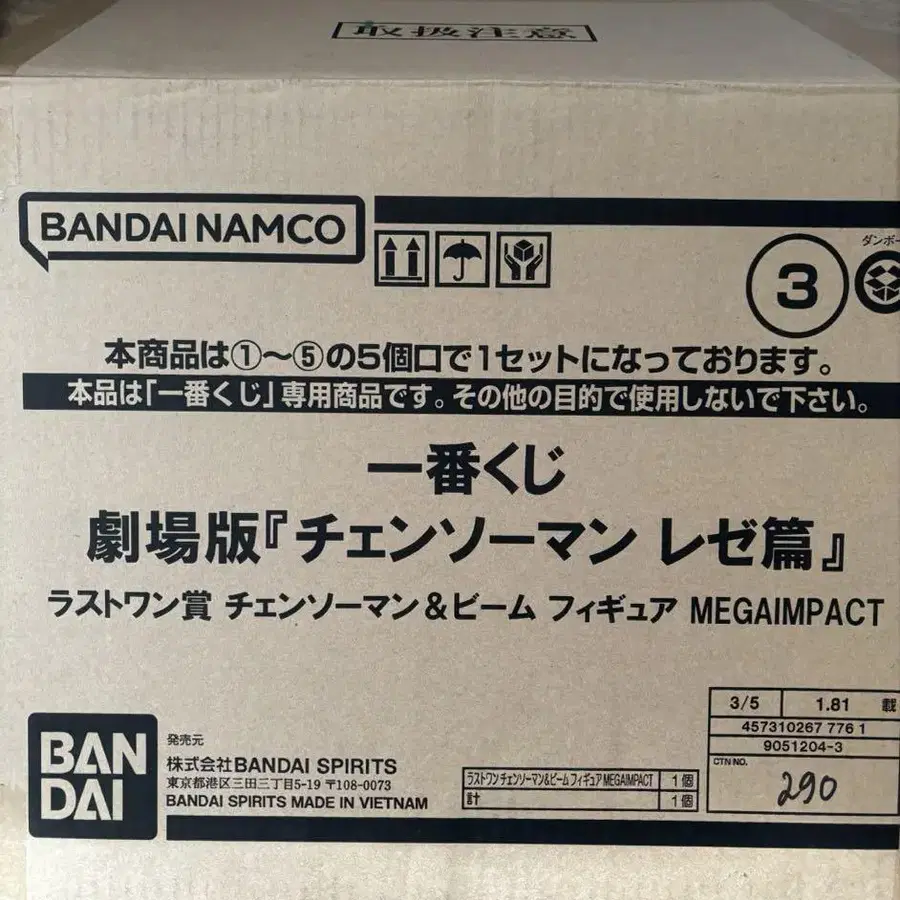 取扱注意
BANDAI NAMCO
3
ダンボー
本商品は①〜⑤の5個口で1セットになっております。
本品は「一番くじ」専用商品です。その他の目的で使用しないで下さい。
一番くじ
劇場版『チェンソーマン レゼ篇』
ラストワン賞 チェンソーマン&ビーム フィギュア MEGAIMPACT
BAN
DAI
発売元
株式会社BANDAI SPIRITS
東京都港区三田三丁目5-19 〒108-0073
BANDAI SPIRITS MADE IN VIETNAM
ラストワン チェンソーマン&ビーム フィギュア MEGAIMPACT 1個
計 1個
3/5 1.81 載
457310267 776 1
9051204-3
CTN NO.
290